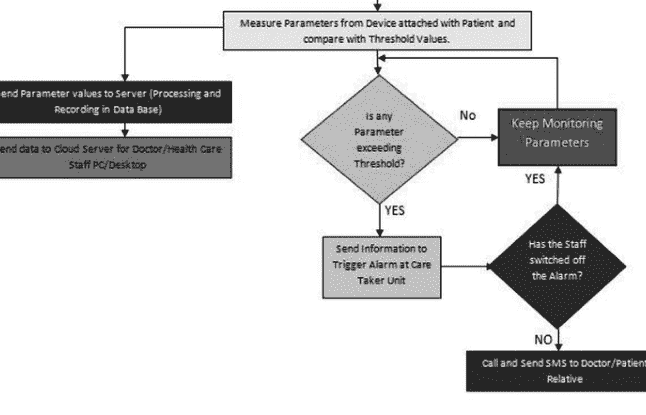 Measure Parameters from Device attached with Patient and
compare with Threshold Values.
end Parameter values to Server (Processing and
Recording in Data Base)
end data to Cloud Server for Doctor/Health Care
Staff PC/Desktop
Is any
Parameter
exceeding
Threshold?
No
Keep Monitoring
Parameters
YES
YES
Send Information to
Trigger Alarm at Care
Taker Unit
Has the Staff
switched off
the Alarm?
NO
Call and Send SMS to Doctor/Patient
Relative